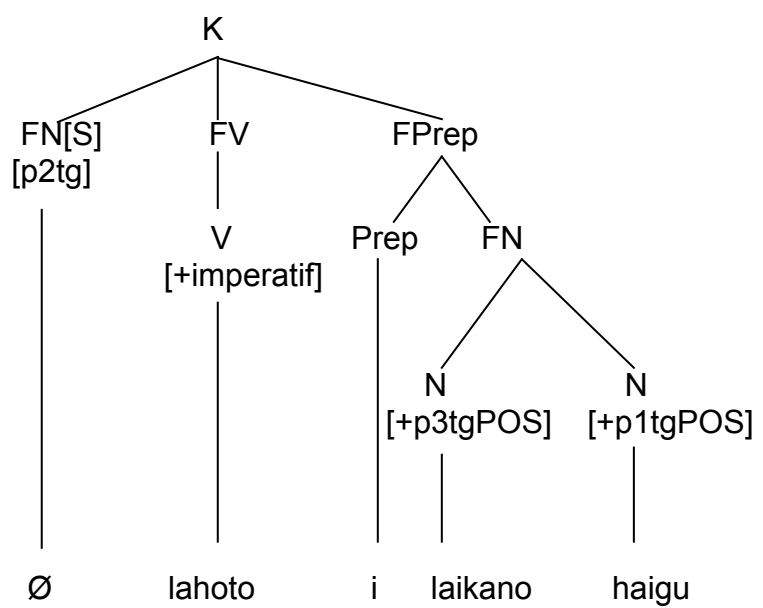 K
FN[S] FV FPrep
[p2tg]
V Prep FN
[+imperatif]
N N
[+p3tgPOS] [+p1tgPOS]
Ø lahoto i laikano haigu